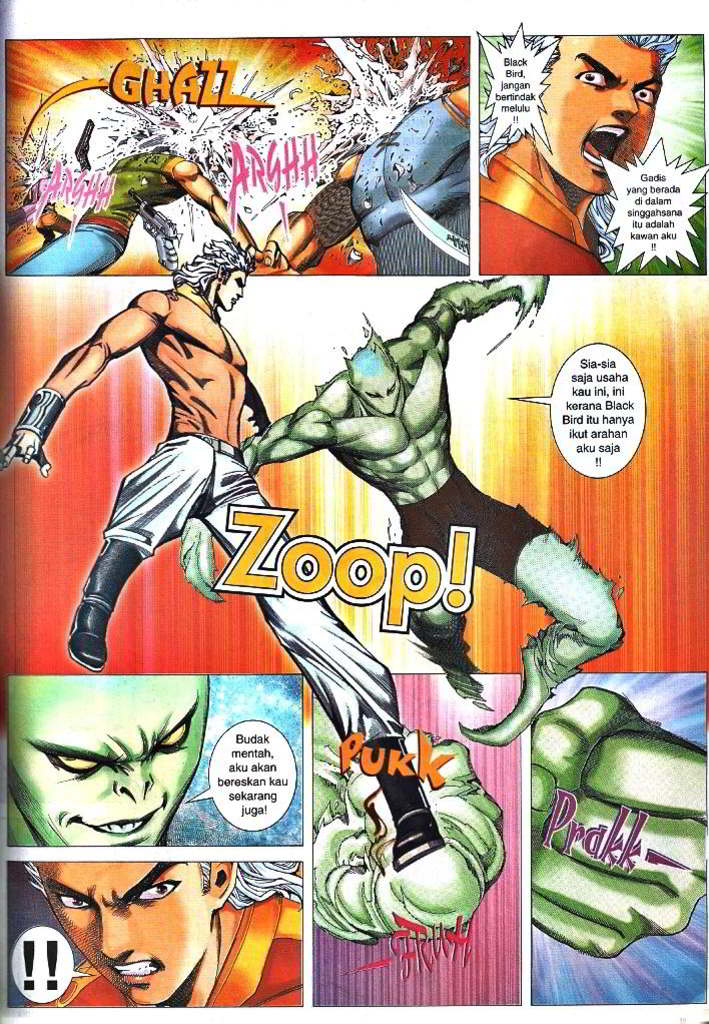 GHAZZ
ARGHH
ARGHH
!
Black
Bird,
jangan
bertindak
melulu
!!
Gadis
yang berada
di dalam
singgahsana
itu adalah
kawan aku
!!
Sia-sia
saja usaha
kau ini, ini
kerana Black
Bird itu hanya
ikut arahan
aku saja
!!
Zoop!
Budak
mentah,
aku akan
bereskan kau
sekarang
juga!
!!
PUKK
Prakk